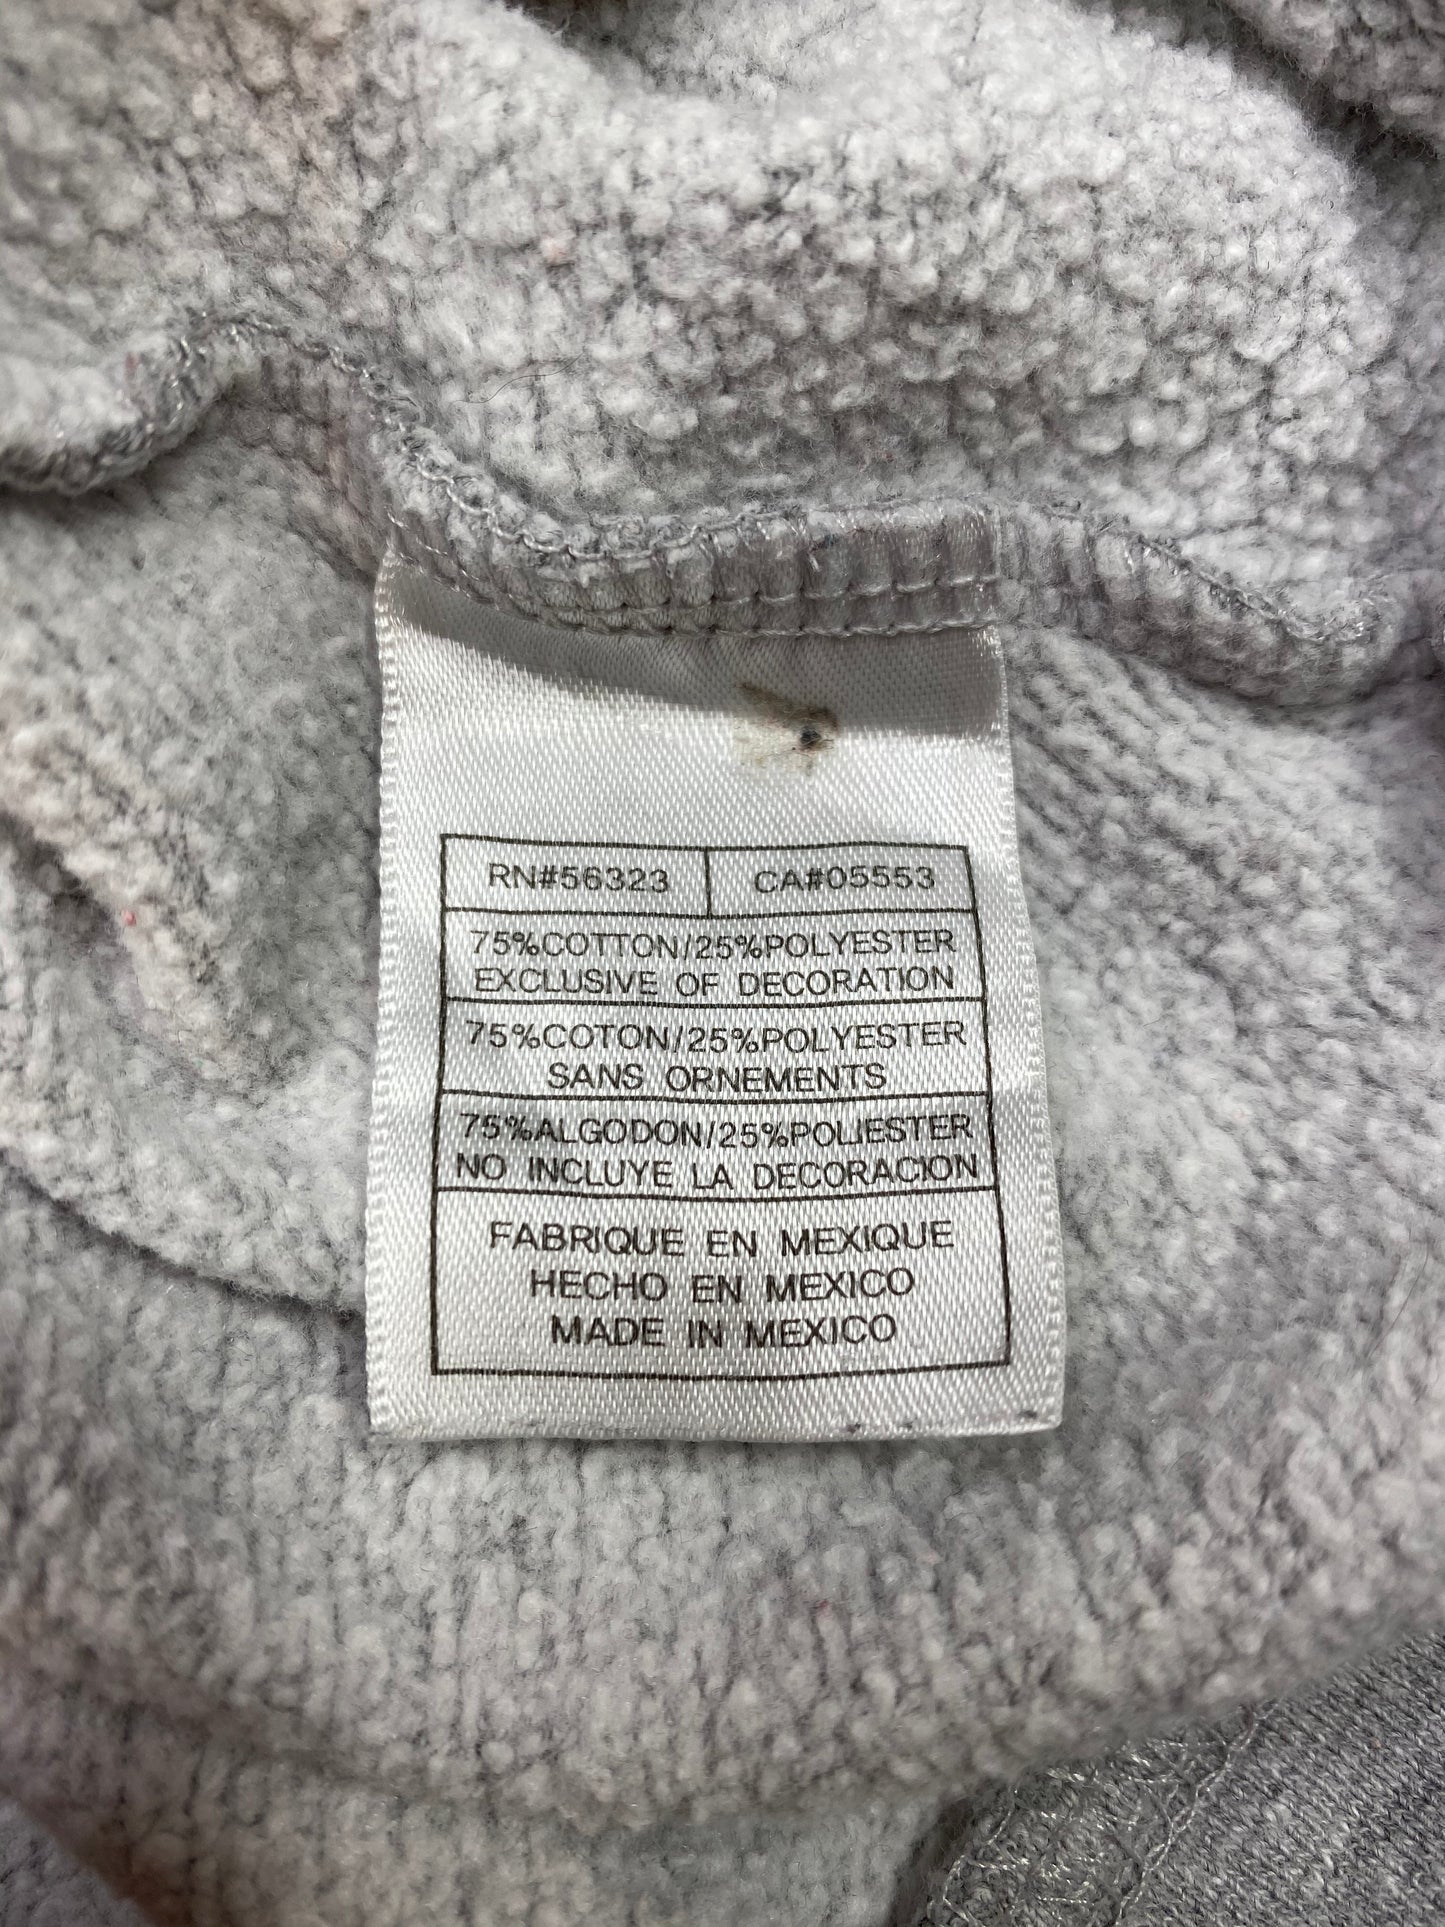 RN#56323 CA#05553
75%COTTON/25%POLYESTER
EXCLUSIVE OF DECORATION
75%COTON/25%POLYESTER
SANS ORNEMENTS
75%ALGODON/25%POLIESTER
NO INCLUYE LA DECORACION
FABRIQUE EN MEXIQUE
HECHO EN MEXICO
MADE IN MEXICO